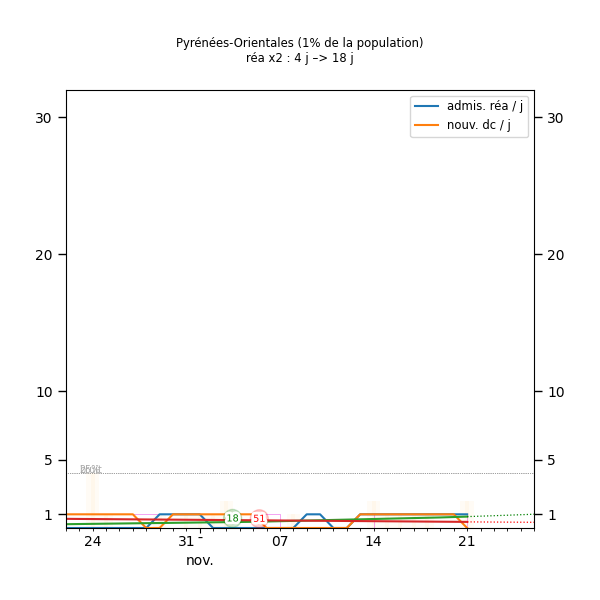 Pyrénées-Orientales (1% de la population)
réa x2 : 4 j –> 18 j
admis. réa / j
nouv. dc / j
30 30
20 20
10 10
5 5
1 1
18 51
24 31 - 07 14 21
nov.